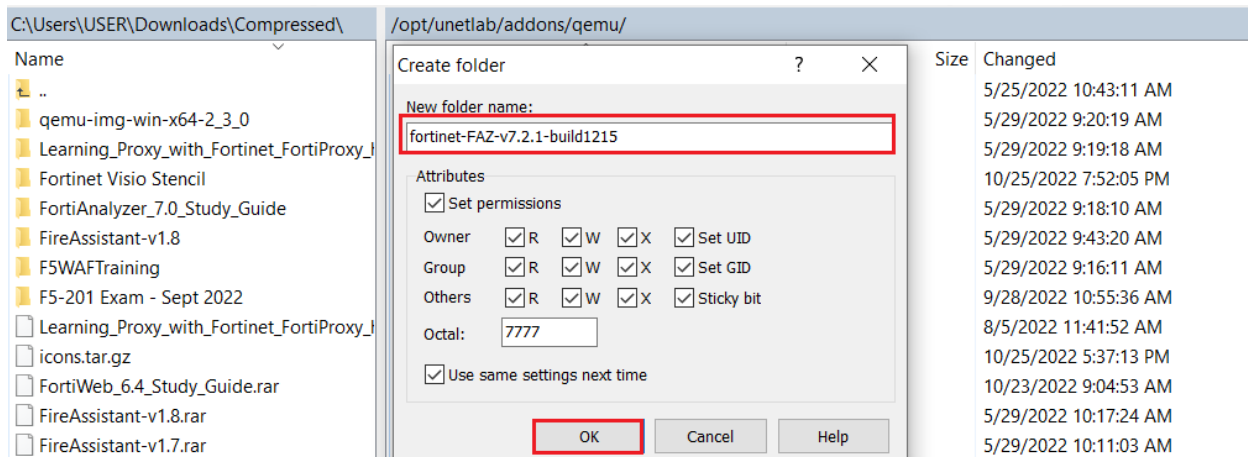 C:\Users\USER\Downloads\Compressed\
Name
..
qemu-img-win-x64-2_3_0
Learning_Proxy_with_Fortinet_FortiProxy_
Fortinet Visio Stencil
FortiAnalyzer_7.0_Study_Guide
FireAssistant-v1.8
F5WAFTraining
F5-201 Exam - Sept 2022
Learning_Proxy_with_Fortinet_FortiProxy_
icons.tar.gz
FortiWeb_6.4_Study_Guide.rar
FireAssistant-v1.8.rar
FireAssistant-v1.7.rar
/opt/unetlab/addons/qemu/
Create folder ?
New folder name:
fortinet-FAZ-v7.2.1-build1215
Attributes
Set permissions
Owner R W X Set UID
Group R W X Set GID
Others R W X Sticky bit
Octal: 7777
Use same settings next time
OK Cancel Help
Size Changed
5/25/2022 10:43:11 AM
5/29/2022 9:20:19 AM
5/29/2022 9:19:18 AM
10/25/2022 7:52:05 PM
5/29/2022 9:18:10 AM
5/29/2022 9:43:20 AM
5/29/2022 9:16:11 AM
9/28/2022 10:55:36 AM
8/5/2022 11:41:52 AM
10/25/2022 5:37:13 PM
10/23/2022 9:04:53 AM
5/29/2022 10:17:24 AM
5/29/2022 10:11:03 AM